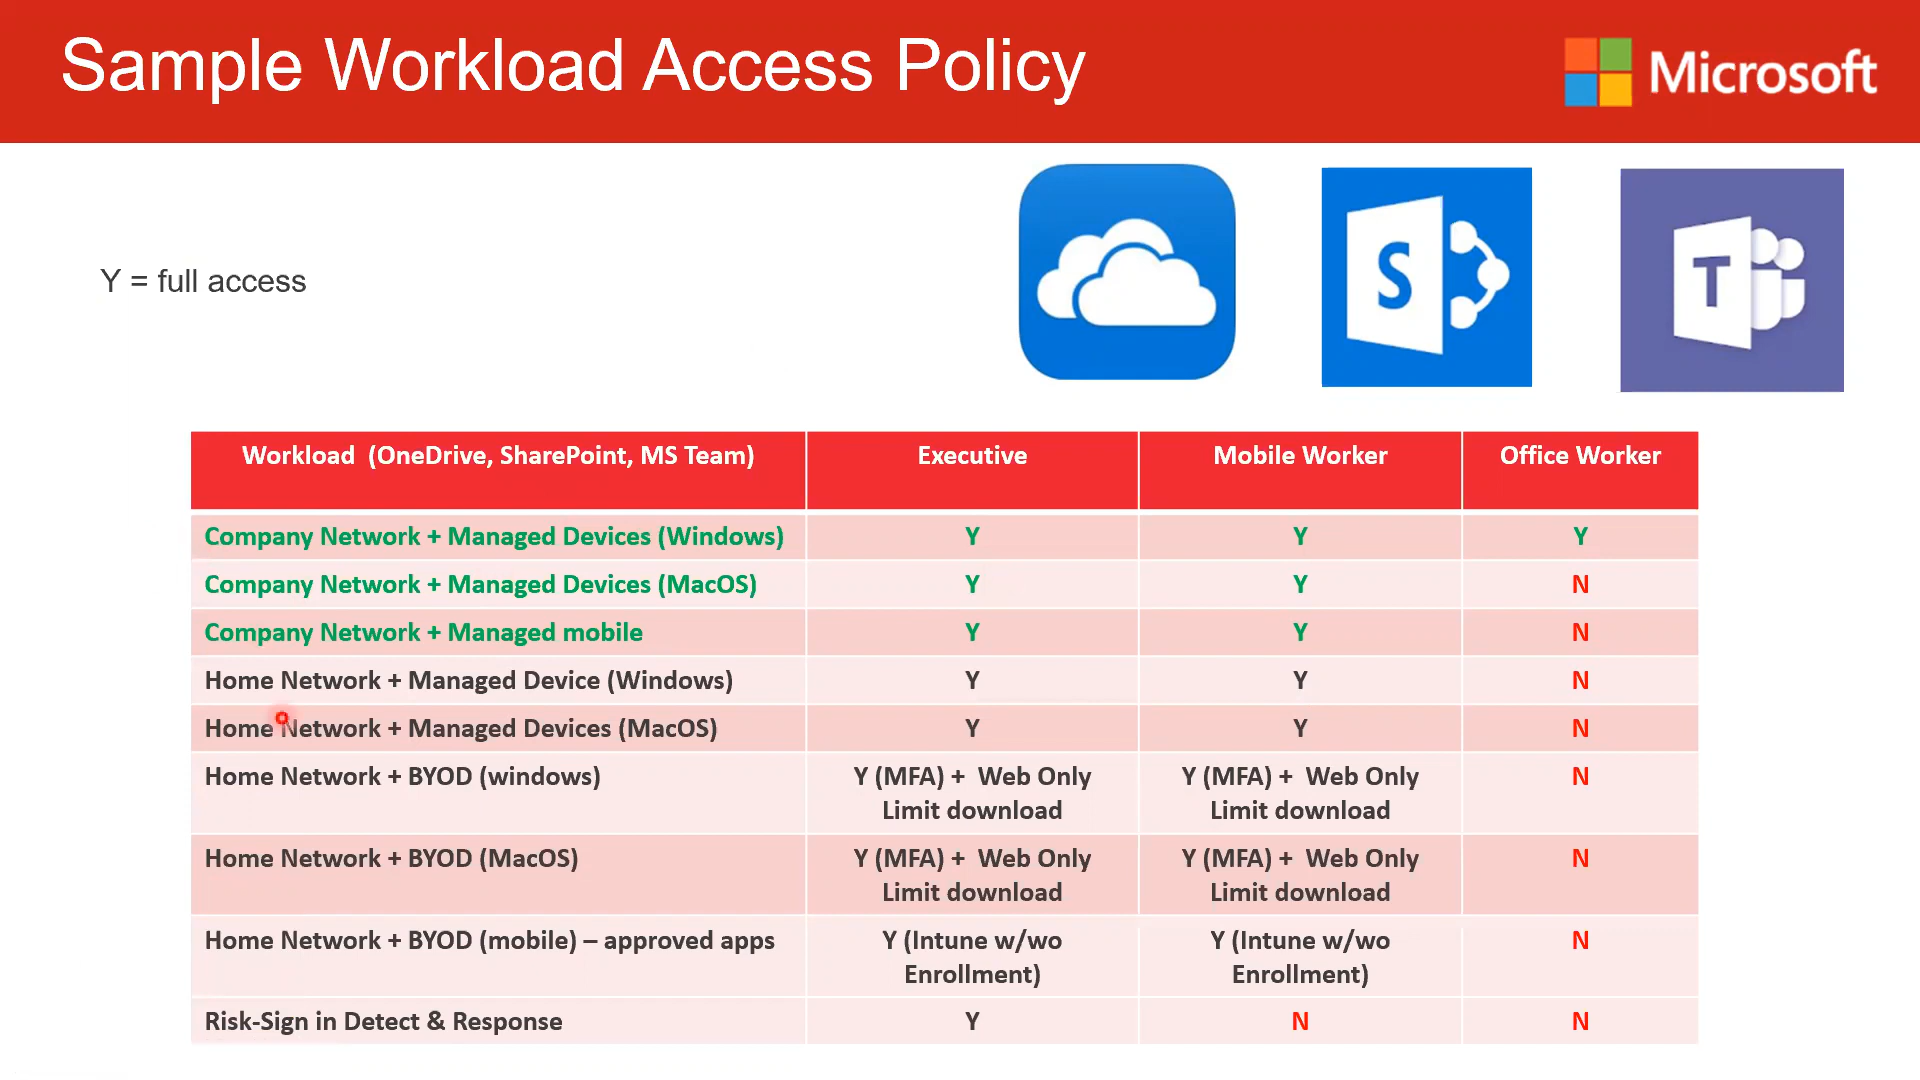 Sample Workload Access Policy
Microsoft
Y = full access
S
T
Workload (OneDrive, SharePoint, MS Team) Executive Mobile Worker Office Worker
Company Network + Managed Devices (Windows) Y Y Y
Company Network + Managed Devices (MacOS) Y Y N
Company Network + Managed mobile Y Y N
Home Network + Managed Device (Windows) Y Y N
Home Network + Managed Devices (MacOS) Y Y N
Home Network + BYOD (windows) Y (MFA) + Web Only Y (MFA) + Web Only N
Limit download Limit download
Home Network + BYOD (MacOS) Y (MFA) + Web Only Y (MFA) + Web Only N
Limit download Limit download
Home Network + BYOD (mobile) – approved apps Y (Intune w/wo Y (Intune w/wo N
Enrollment) Enrollment)
Risk-Sign in Detect & Response Y N N